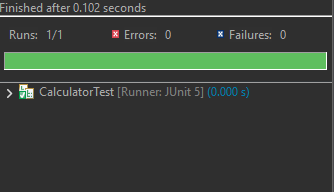 Finished after 0.102 seconds
Runs: 1/1 Errors: 0 Failures: 0
CalculatorTest [Runner: JUnit 5] (0.000 s)